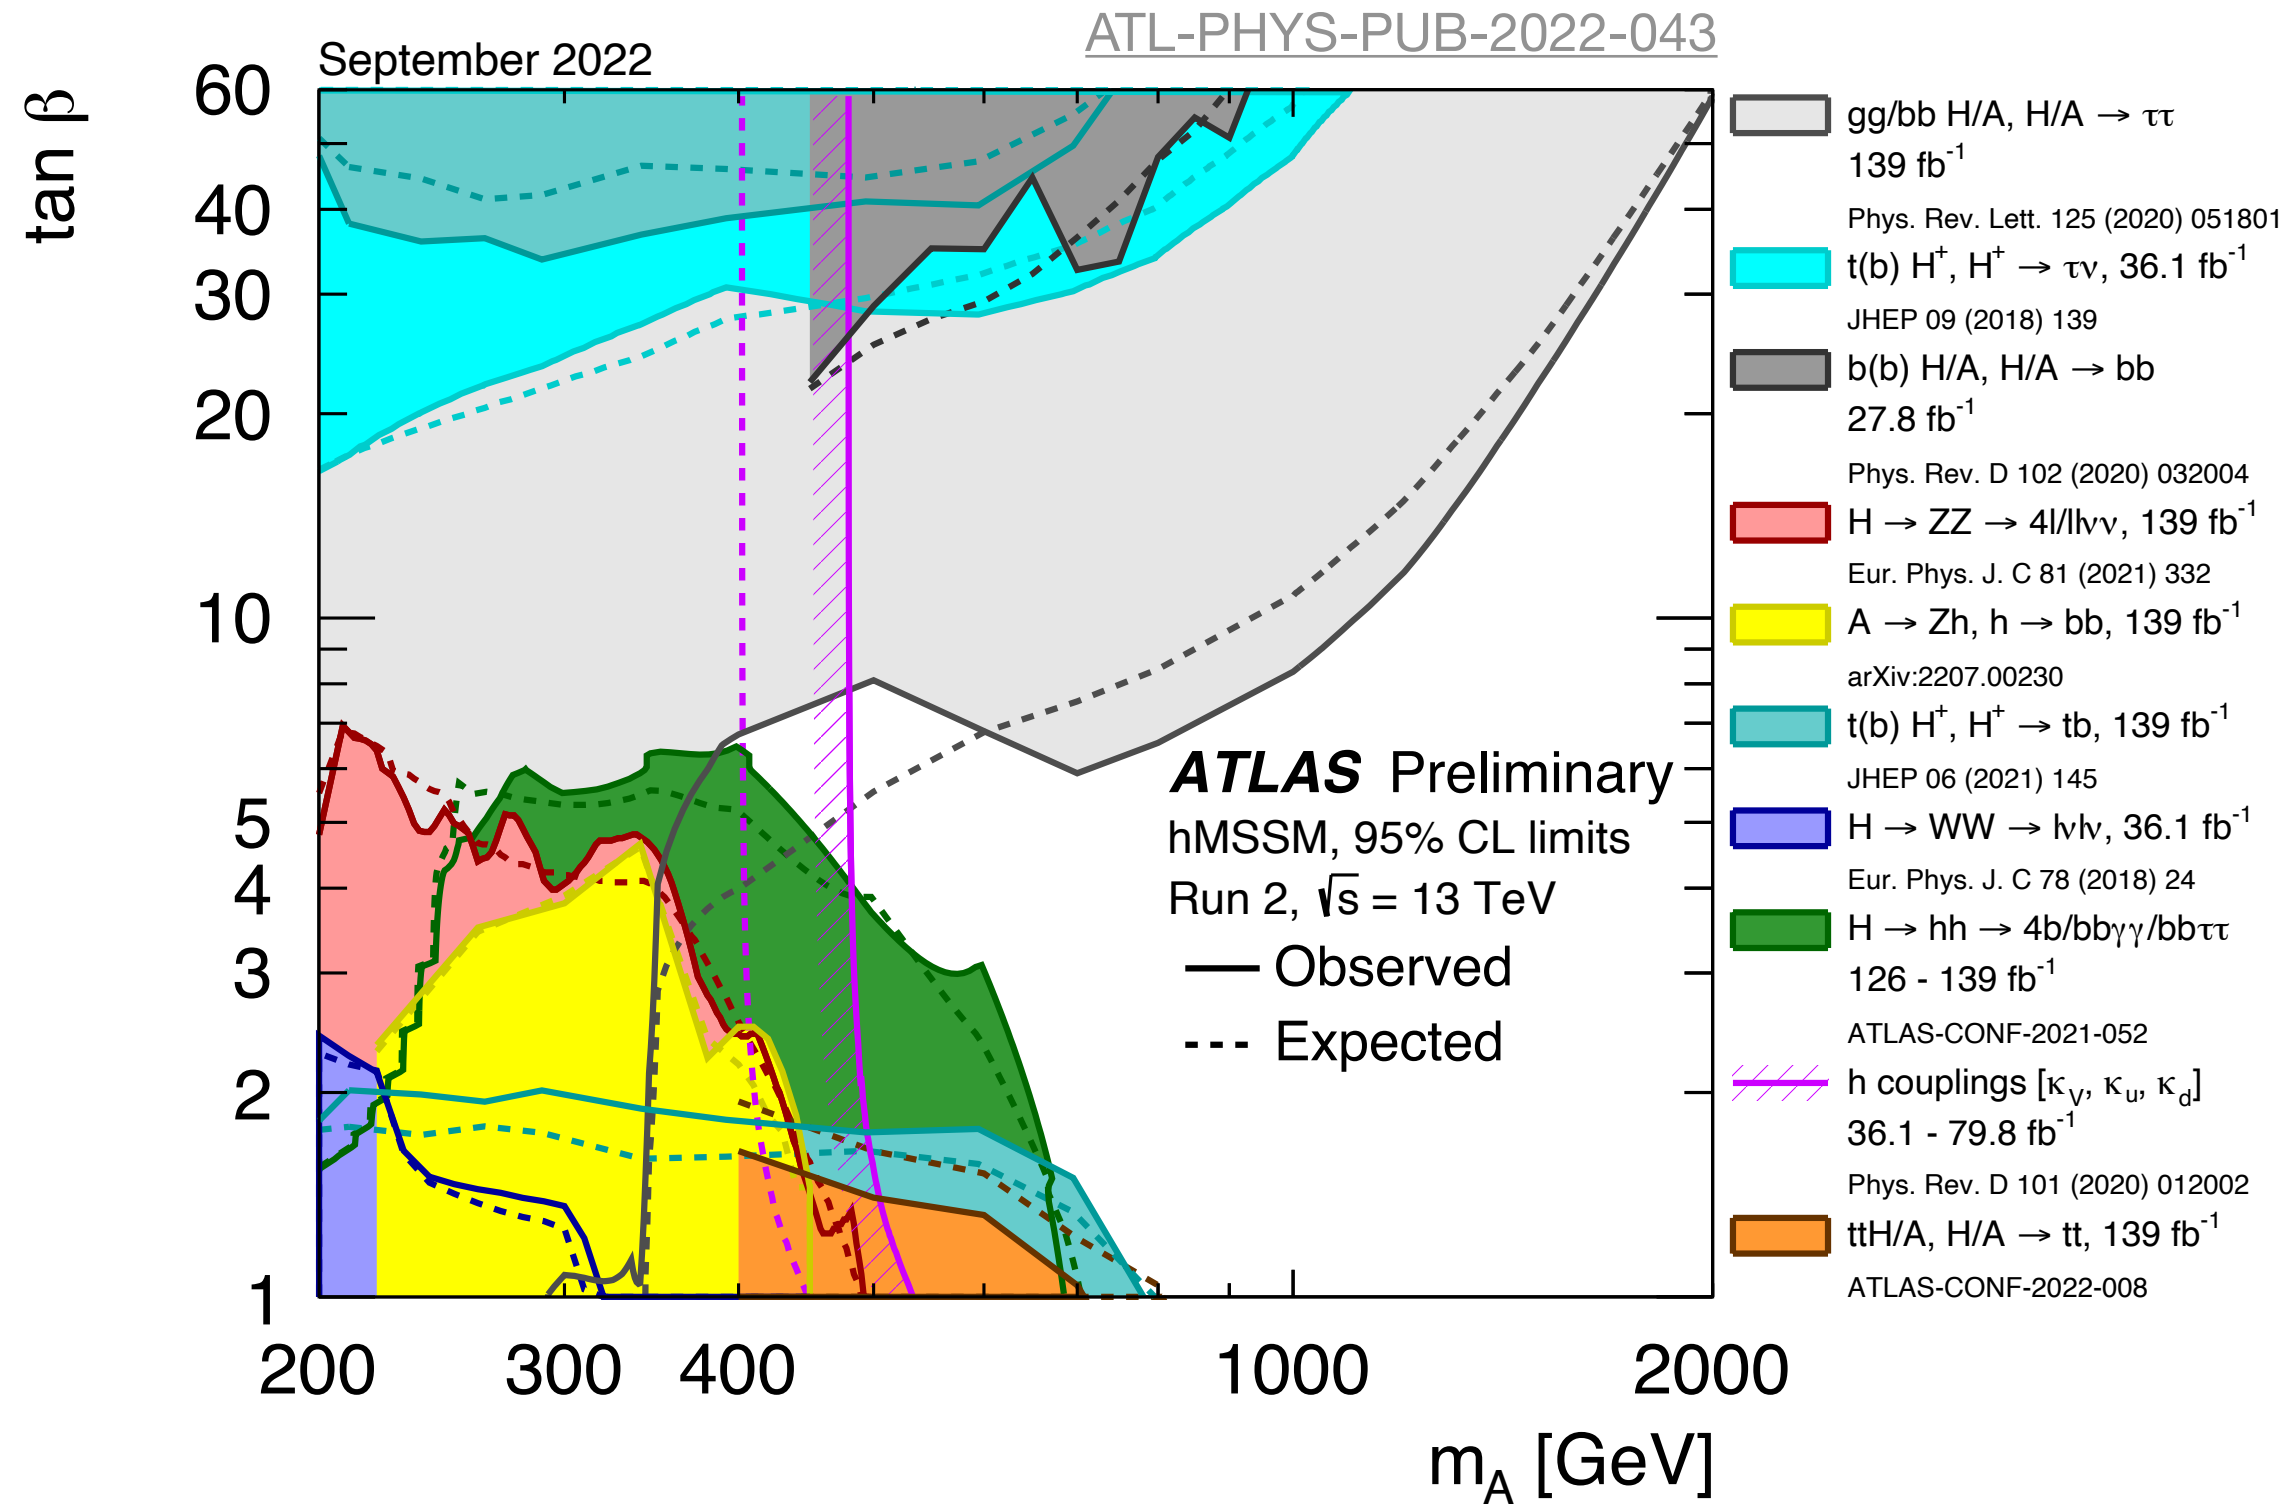 ATL-PHYS-PUB-2022-043
September 2022
tan β
60
40
30
20
10
5
4
3
2
1
200
300
400
1000
2000
m_A [GeV]
ATLAS Preliminary
hMSSM, 95% CL limits
Run 2, √s = 13 TeV
Observed
Expected
gg/bb H/A, H/A → ττ
139 fb⁻¹
Phys. Rev. Lett. 125 (2020) 051801
t(b) H⁺, H⁺ → τν, 36.1 fb⁻¹
JHEP 09 (2018) 139
b(b) H/A, H/A → bb
27.8 fb⁻¹
Phys. Rev. D 102 (2020) 032004
H → ZZ → 4l/llνν, 139 fb⁻¹
Eur. Phys. J. C 81 (2021) 332
A → Zh, h → bb, 139 fb⁻¹
arXiv:2207.00230
t(b) H⁺, H⁺ → tb, 139 fb⁻¹
JHEP 06 (2021) 145
H → WW → lνlν, 36.1 fb⁻¹
Eur. Phys. J. C 78 (2018) 24
H → hh → 4b/bbγγ/bbττ
126 - 139 fb⁻¹
ATLAS-CONF-2021-052
h couplings [κ_V, κ_u, κ_d]
36.1 - 79.8 fb⁻¹
Phys. Rev. D 101 (2020) 012002
ttH/A, H/A → tt, 139 fb⁻¹
ATLAS-CONF-2022-008